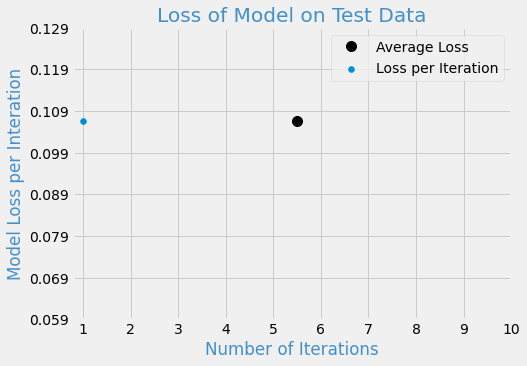 Loss of Model on Test Data
Average Loss
Loss per Iteration
Model Loss per Interation
0.129
0.119
0.109
0.099
0.089
0.079
0.069
0.059
1 2 3 4 5 6 7 8 9 10
Number of Iterations